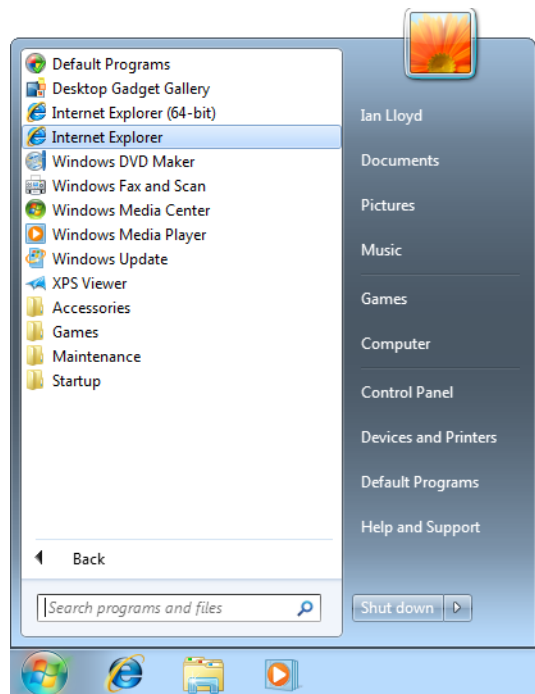 Default Programs
Desktop Gadget Gallery
Internet Explorer (64-bit)
Internet Explorer
Windows DVD Maker
Windows Fax and Scan
Windows Media Center
Windows Media Player
Windows Update
XPS Viewer
Accessories
Games
Maintenance
Startup
Back
Search programs and files
Ian Lloyd
Documents
Pictures
Music
Games
Computer
Control Panel
Devices and Printers
Default Programs
Help and Support
Shut down